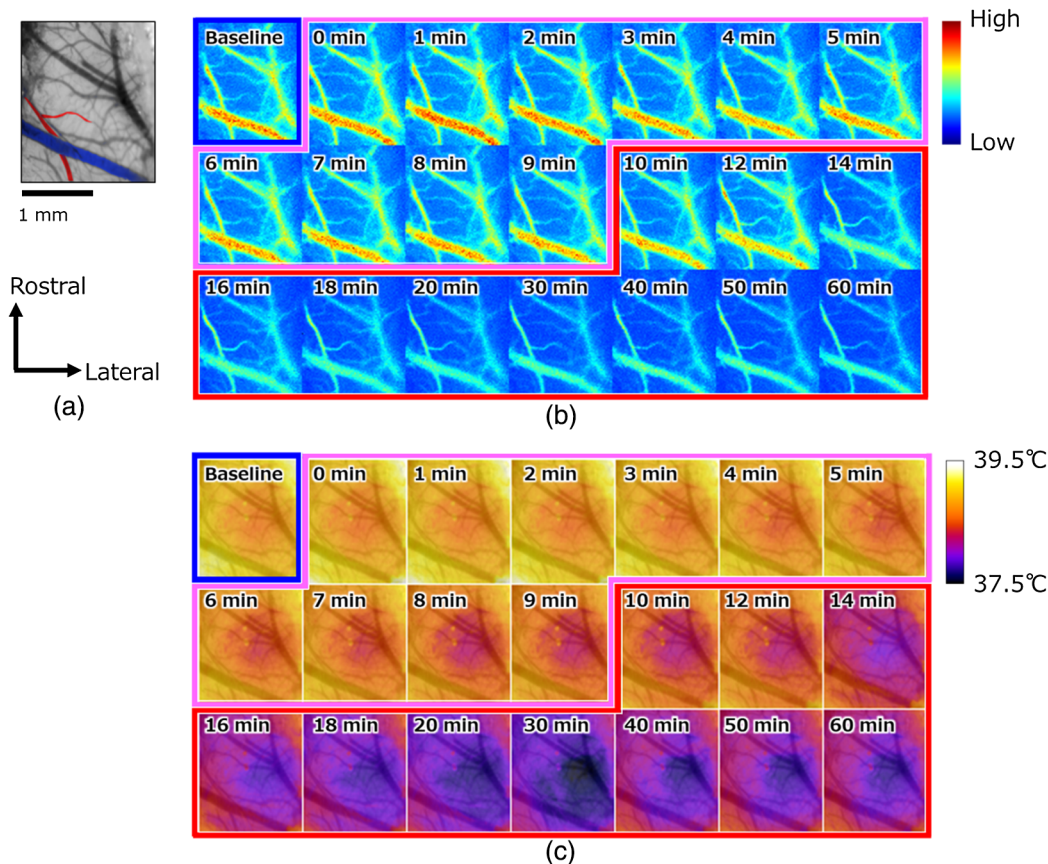 1 mm
Rostral
Lateral
(a)
Baseline 0 min 1 min 2 min 3 min 4 min 5 min
6 min 7 min 8 min 9 min 10 min 12 min 14 min
16 min 18 min 20 min 30 min 40 min 50 min 60 min
High
Low
(b)
Baseline 0 min 1 min 2 min 3 min 4 min 5 min
6 min 7 min 8 min 9 min 10 min 12 min 14 min
16 min 18 min 20 min 30 min 40 min 50 min 60 min
39.5℃
37.5℃
(c)